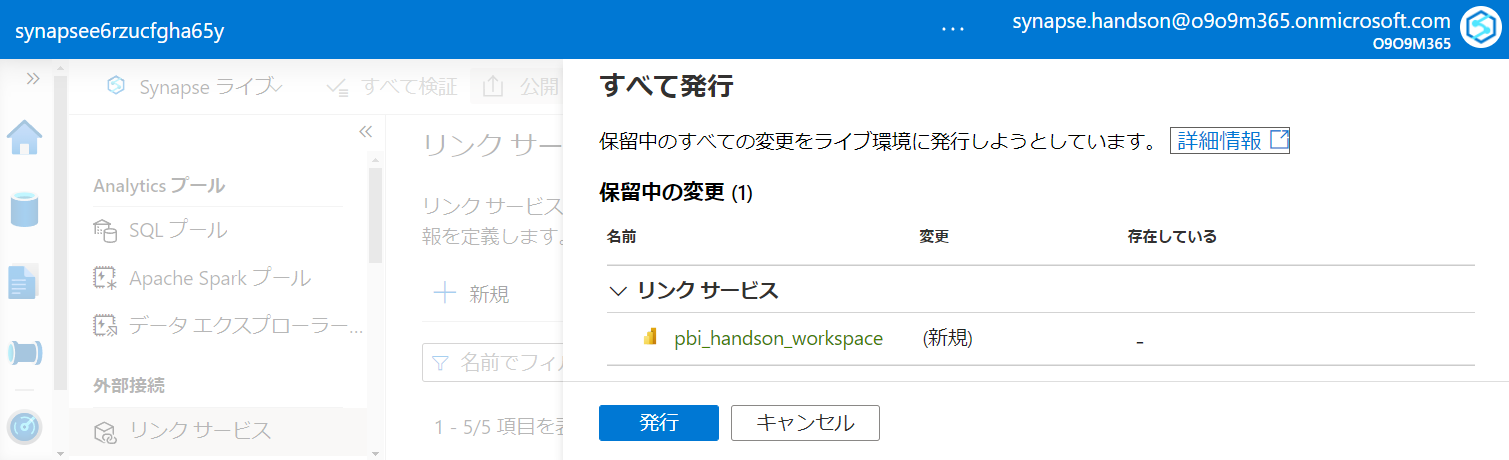 synapsee6rzucfgha65y
...
synapse.handson@o9o9m365.onmicrosoft.com
O9O9M365
Synapse ライブ
すべて検証
公開
Analytics プール
SQL プール
Apache Spark プール
データ エクスプローラー...
外部接続
リンク サービス
リンク サー
リンク サービス
報を定義します。
新規
名前でフィル
1 - 5/5 項目を表
すべて発行
保留中のすべての変更をライブ環境に発行しようとしています。 詳細情報
保留中の変更 (1)
名前 変更 存在している
リンク サービス
pbi_handson_workspace (新規) -
発行 キャンセル